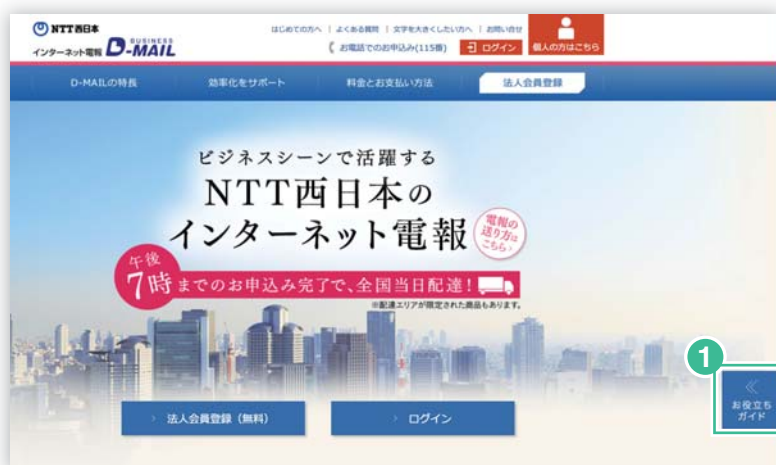 NTT西日本
インターネット電報 D-MAIL BUSINESS
はじめての方へ | よくある質問 | 文字を大きくしたい方へ | お問い合せ
お電話でのお申込み(115番) ログイン 個人の方はこちら
D-MAILの特長 効率化をサポート 料金とお支払い方法 法人会員登録
ビジネスシーンで活躍する
NTT西日本の
インターネット電報
電報の
送り方は
こちら
午後
7時までのお申込み完了で、全国当日配達!
※配達エリアが限定された商品もあります。
1
お役立ち
ガイド
法人会員登録(無料) ログイン